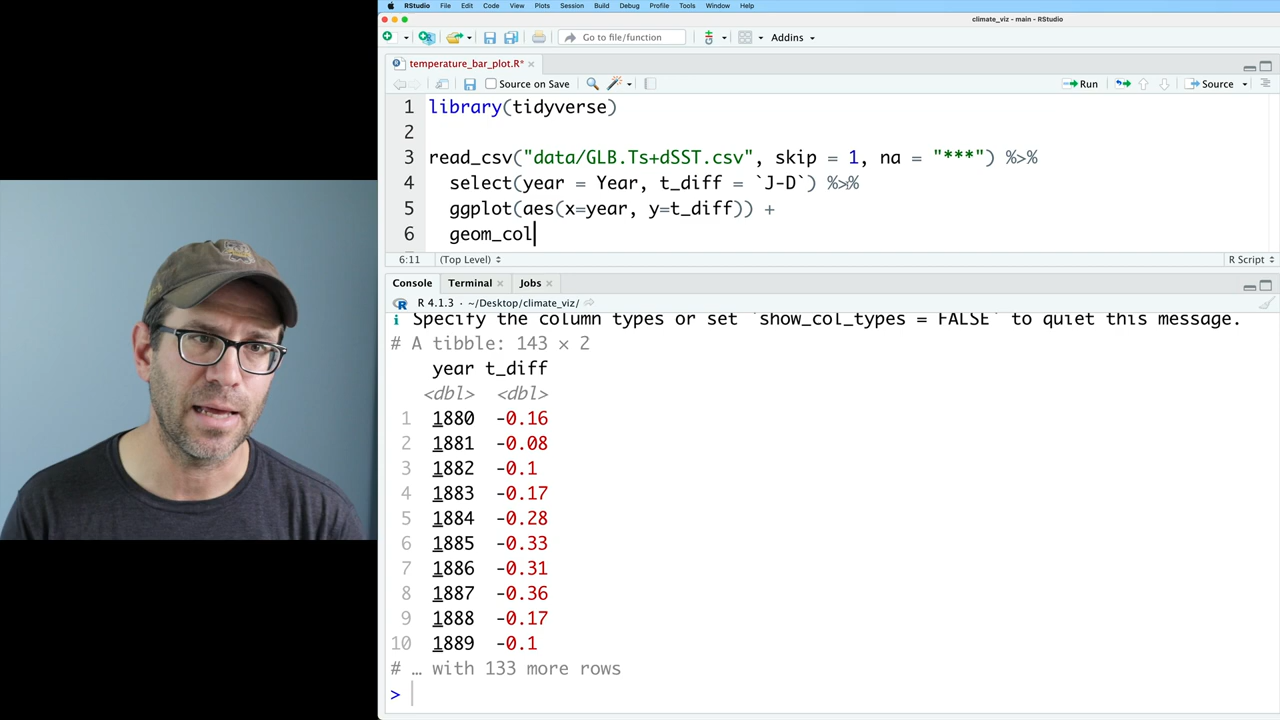 RStudio File Edit Code View Plots Session Build Debug Profile Tools Window Help
climate_viz - main - RStudio
Go to file/function Addins
temperature_bar_plot.R*
Source on Save Run Source
1 library(tidyverse)
2
3 read_csv("data/GLB.Ts+dSST.csv", skip = 1, na = "***") %>%
4 select(year = Year, t_diff = `J-D`) %>%
5 ggplot(aes(x=year, y=t_diff)) +
6 geom_col
6:11 (Top Level) R Script
Console Terminal Jobs
R 4.1.3 · ~/Desktop/climate_viz/
i Specify the column types or set `show_col_types = FALSE` to quiet this message.
# A tibble: 143 × 2
year t_diff
<dbl> <dbl>
1 1880 -0.16
2 1881 -0.08
3 1882 -0.1
4 1883 -0.17
5 1884 -0.28
6 1885 -0.33
7 1886 -0.31
8 1887 -0.36
9 1888 -0.17
10 1889 -0.1
# … with 133 more rows
>